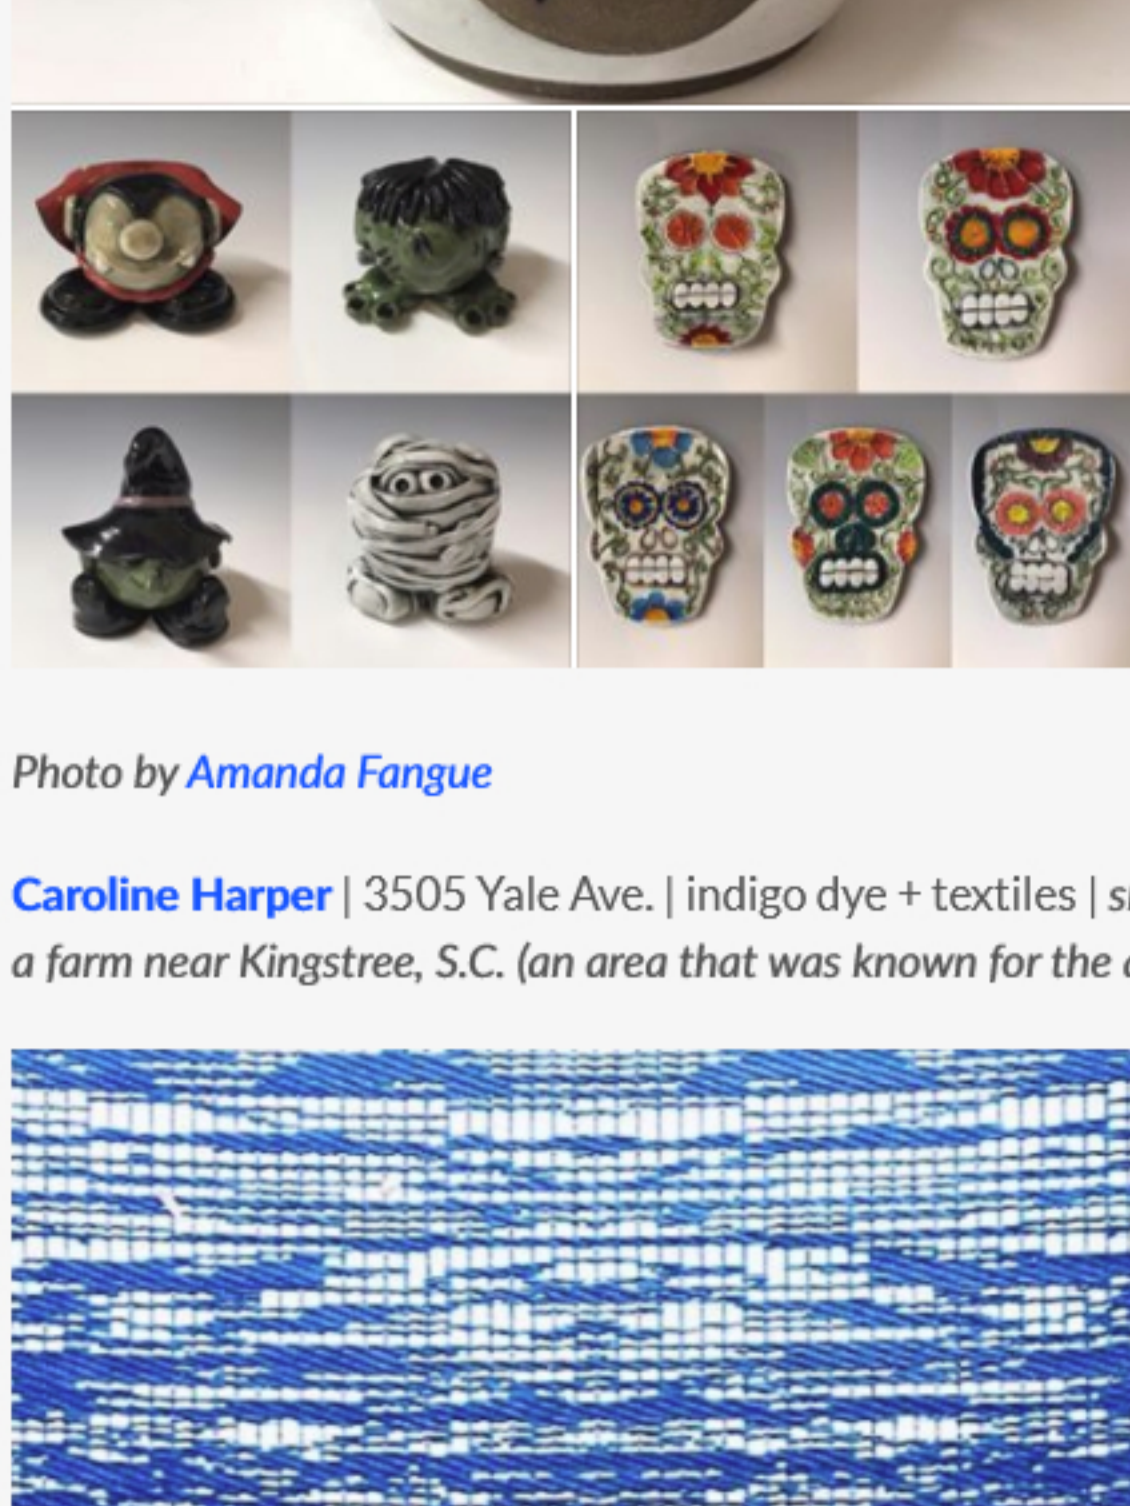 Photo by Amanda Fangue
Caroline Harper | 3505 Yale Ave. | indigo dye + textiles |
a farm near Kingstree, S.C. (an area that was known for the